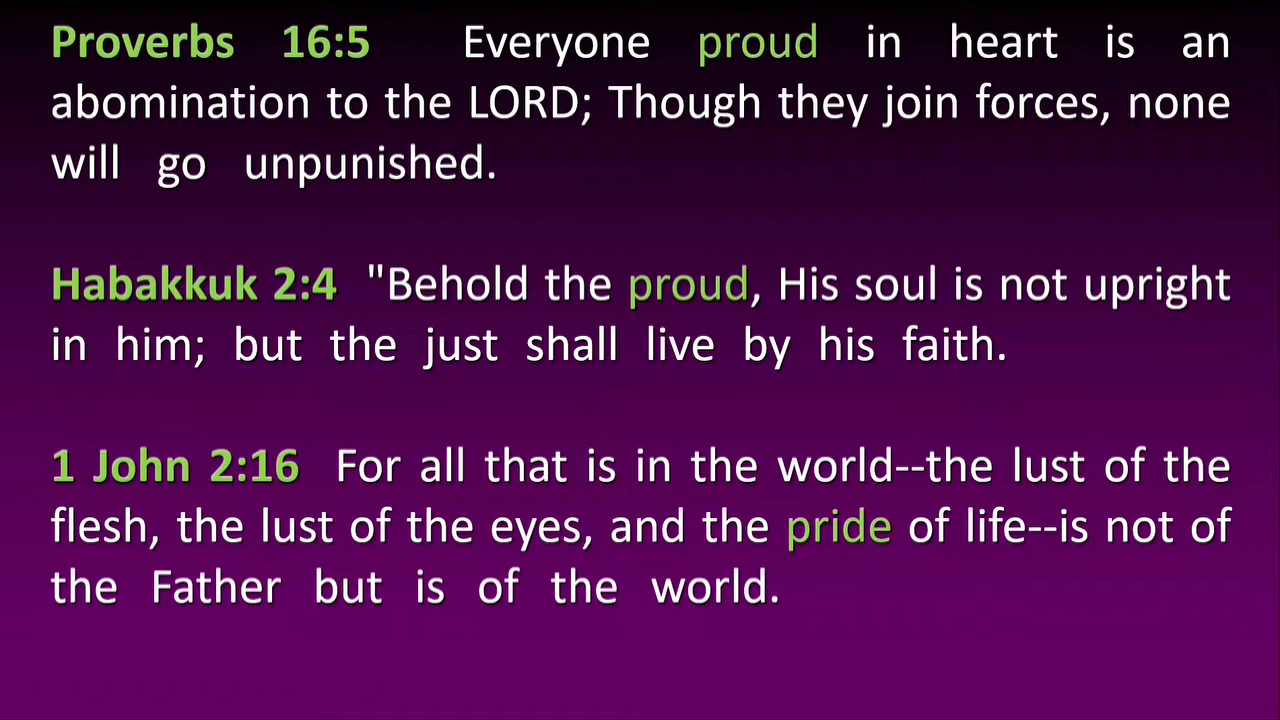 Proverbs 16:5 Everyone proud in heart is an
abomination to the LORD; Though they join forces, none
will go unpunished.
Habakkuk 2:4 "Behold the proud, His soul is not upright
in him; but the just shall live by his faith.
1 John 2:16 For all that is in the world--the lust of the
flesh, the lust of the eyes, and the pride of life--is not of
the Father but is of the world.